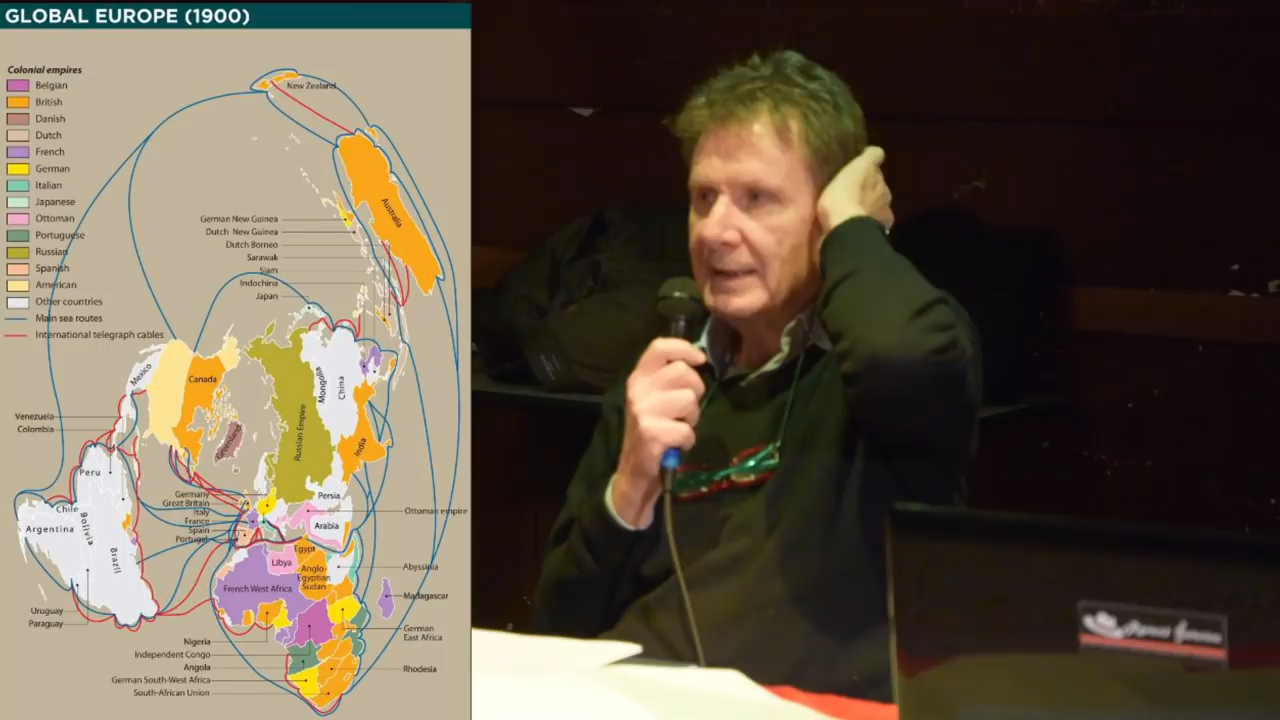 GLOBAL EUROPE (1900)
Colonial empires
Belgian
British
Danish
Dutch
French
German
Italian
Japanese
Ottoman
Portuguese
Russian
Spanish
American
Other countries
Main sea routes
International telegraph cables
New Zealand
Australia
German New Guinea
Dutch New Guinea
Dutch Borneo
Sarawak
Siam
Indochina
Japan
Mexico
Canada
Greenland
Russian Empire
Mongolia
China
India
Venezuela
Colombia
Peru
Chile
Argentina
Bolivia
Brazil
Uruguay
Paraguay
Germany
Great Britain
Italy
France
Spain
Portugal
Persia
Ottoman empire
Arabia
Egypt
Libya
Anglo-
Egyptian
Sudan
French West Africa
Abyssinia
Madagascar
German
East Africa
Nigeria
Independent Congo
Angola
German South-West Africa
South-African Union
Rhodesia